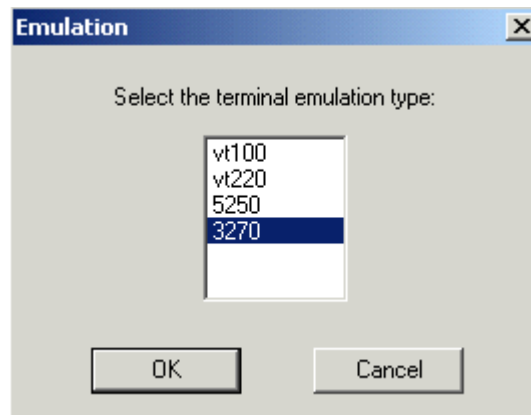 Emulation
Select the terminal emulation type:
vt100
vt220
5250
3270
OK Cancel